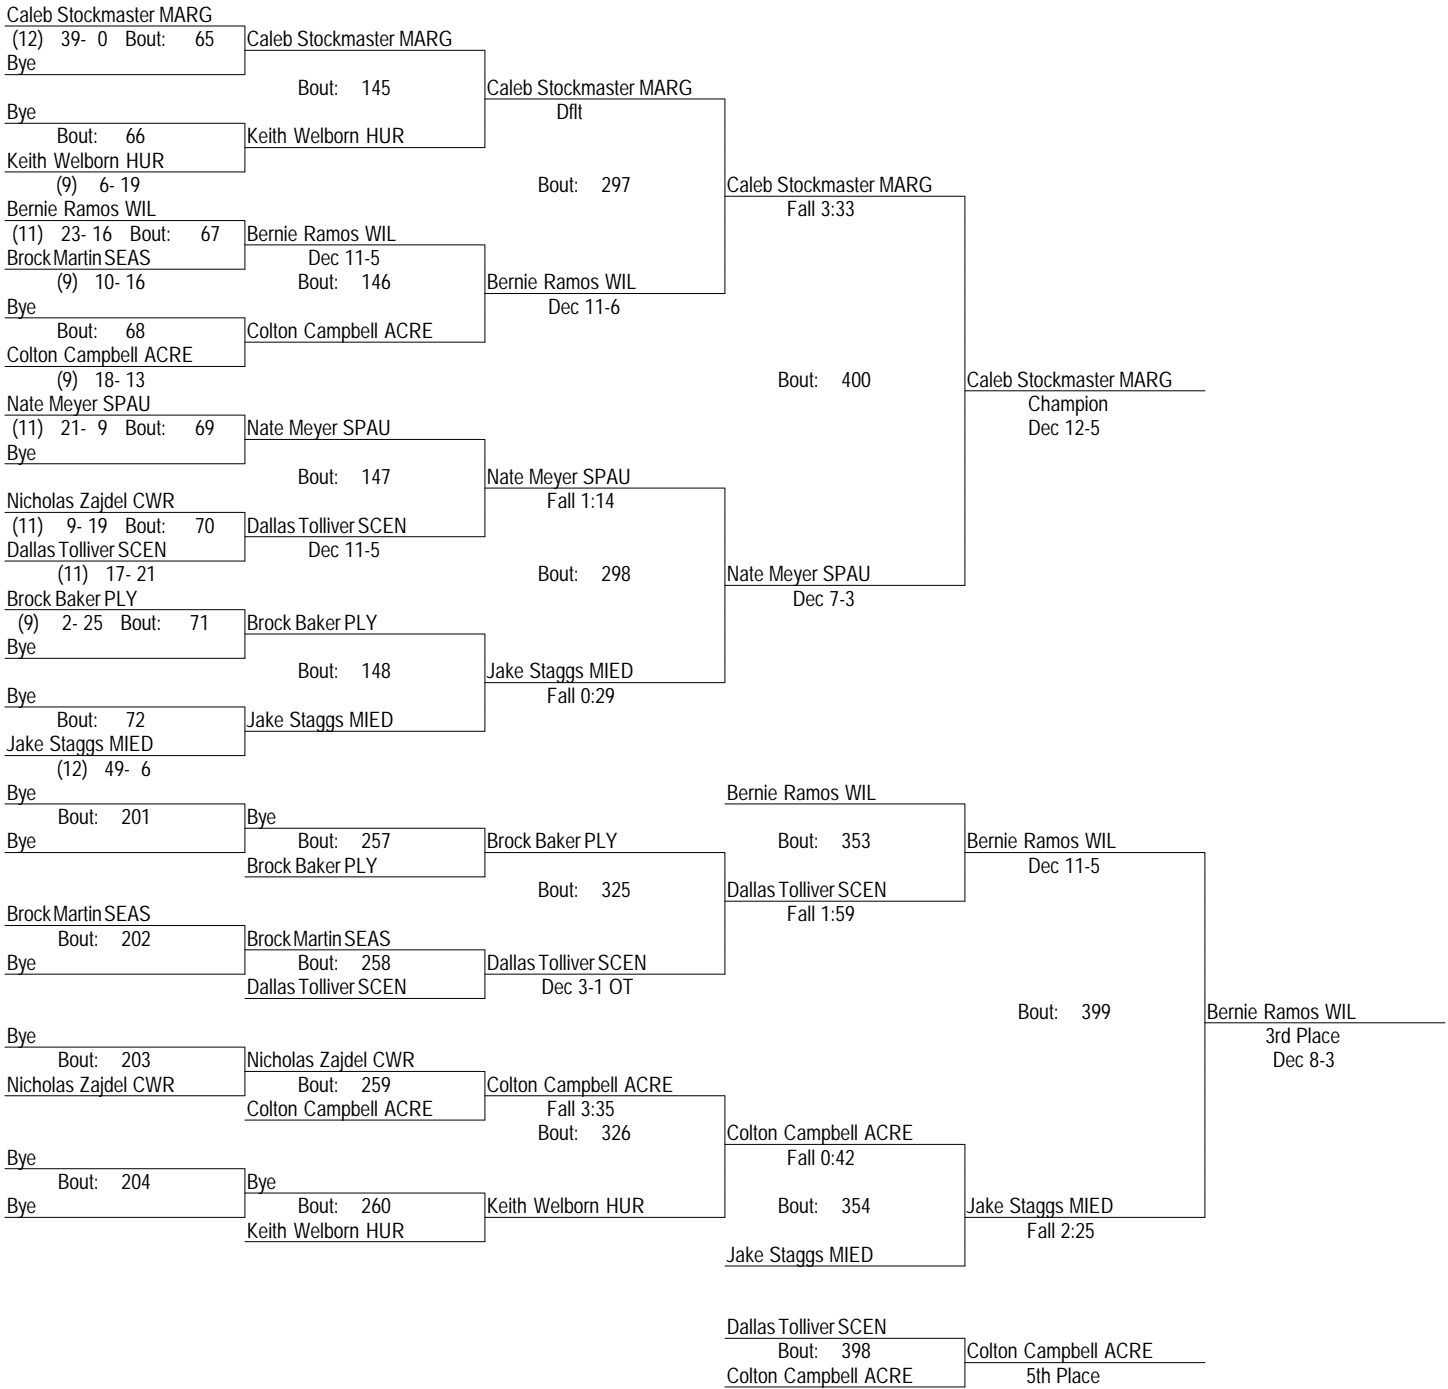 Caleb Stockmaster MARG
(12) 39- 0 Bout: 65 Caleb Stockmaster MARG
Bye
Bout: 145 Caleb Stockmaster MARG
Bye Dflt
Bout: 66 Keith Welborn HUR
Keith Welborn HUR
(9) 6- 19 Bout: 297 Caleb Stockmaster MARG
Bernie Ramos WIL Fall 3:33
(11) 23- 16 Bout: 67 Bernie Ramos WIL
Brock Martin SEAS Dec 11-5
(9) 10- 16 Bout: 146 Bernie Ramos WIL
Bye Dec 11-6
Bout: 68 Colton Campbell ACRE
Colton Campbell ACRE
(9) 18- 13 Bout: 400 Caleb Stockmaster MARG
Nate Meyer SPAU Champion
(11) 21- 9 Bout: 69 Nate Meyer SPAU Dec 12-5
Bye
Bout: 147 Nate Meyer SPAU
Nicholas Zajdel CWR Fall 1:14
(11) 9- 19 Bout: 70 Dallas Tolliver SCEN
Dallas Tolliver SCEN Dec 11-5
(11) 17- 21 Bout: 298 Nate Meyer SPAU
Brock Baker PLY Dec 7-3
(9) 2- 25 Bout: 71 Brock Baker PLY
Bye
Bout: 148 Jake Staggs MIED
Bye Fall 0:29
Bout: 72 Jake Staggs MIED
Jake Staggs MIED
(12) 49- 6
Bye Bernie Ramos WIL
Bout: 201 Bye
Bye Bout: 257 Brock Baker PLY Bout: 353 Bernie Ramos WIL
Brock Baker PLY Dec 11-5
Bout: 325 Dallas Tolliver SCEN
Brock Martin SEAS Fall 1:59
Bout: 202 Brock Martin SEAS
Bye Bout: 258 Dallas Tolliver SCEN
Dallas Tolliver SCEN Dec 3-1 OT
Bout: 399 Bernie Ramos WIL
Bye 3rd Place
Bout: 203 Nicholas Zajdel CWR Dec 8-3
Nicholas Zajdel CWR Bout: 259 Colton Campbell ACRE
Colton Campbell ACRE Fall 3:35
Bout: 326 Colton Campbell ACRE
Bye Fall 0:42
Bout: 204 Bye
Bye Bout: 260 Keith Welborn HUR Bout: 354 Jake Staggs MIED
Keith Welborn HUR Fall 2:25
Jake Staggs MIED
Dallas Tolliver SCEN
Bout: 398 Colton Campbell ACRE
Colton Campbell ACRE 5th Place